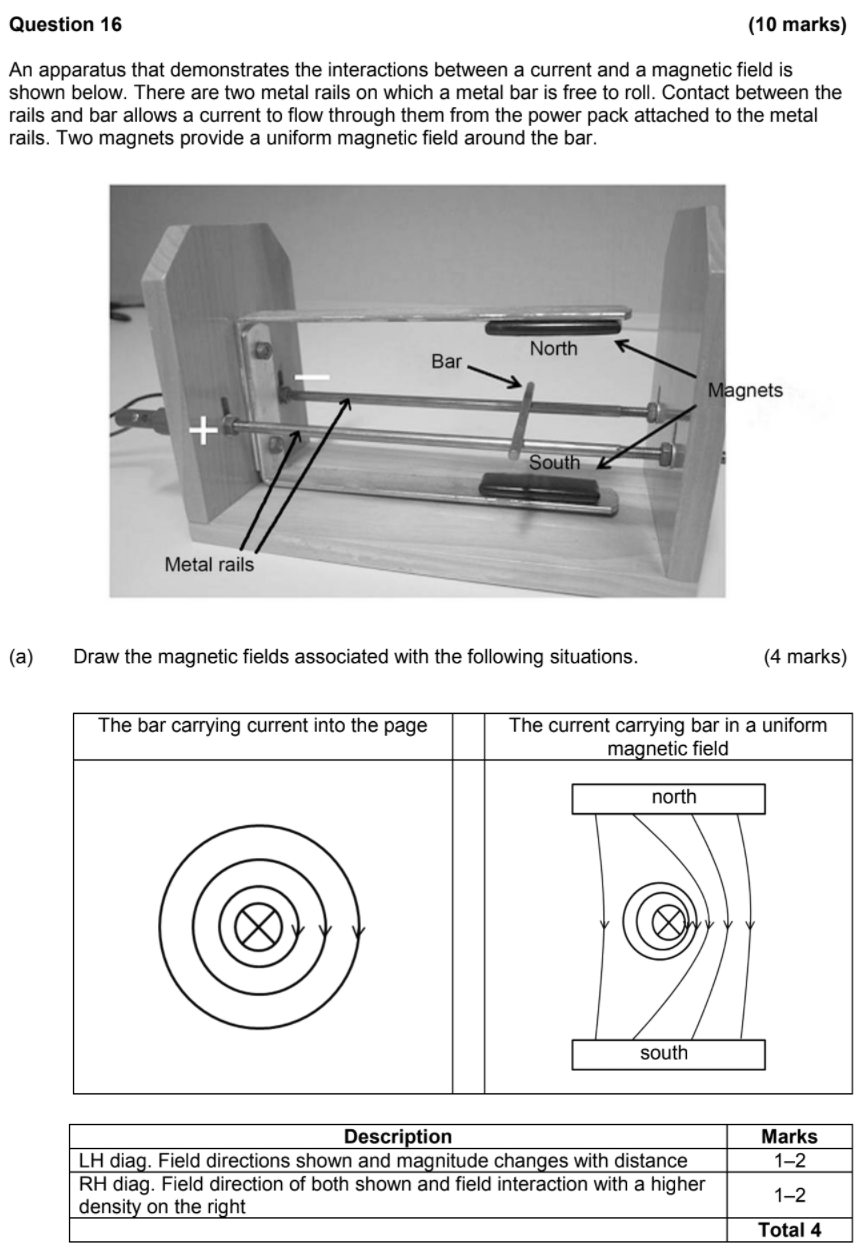 Question 16 (10 marks)
An apparatus that demonstrates the interactions between a current and a magnetic field is
shown below. There are two metal rails on which a metal bar is free to roll. Contact between the
rails and bar allows a current to flow through them from the power pack attached to the metal
rails. Two magnets provide a uniform magnetic field around the bar.
North
Bar
Magnets
–
+
South
Metal rails
(a) Draw the magnetic fields associated with the following situations. (4 marks)
The bar carrying current into the page
The current carrying bar in a uniform
magnetic field
north
south
Description Marks
LH diag. Field directions shown and magnitude changes with distance 1–2
RH diag. Field direction of both shown and field interaction with a higher
density on the right 1–2
Total 4